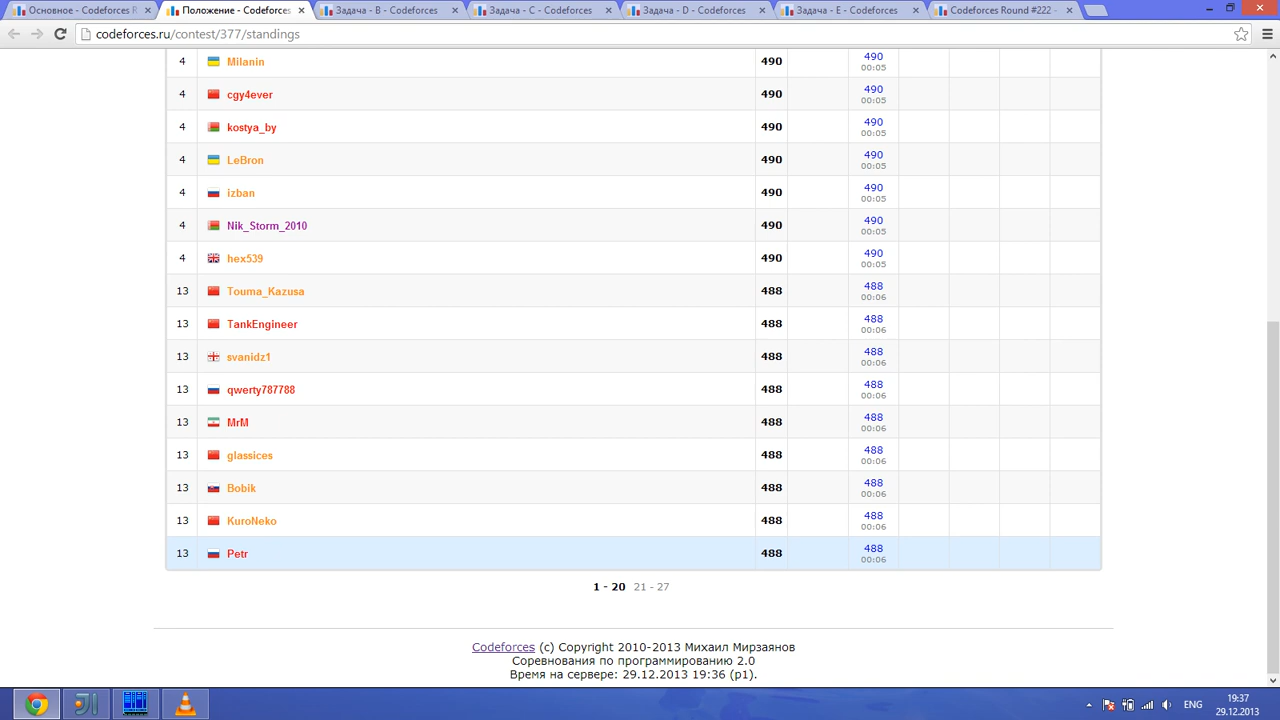 Основное - Codeforces R
Положение - Codeforces
Задача - B - Codeforces
Задача - C - Codeforces
Задача - D - Codeforces
Задача - E - Codeforces
Codeforces Round #222 -
codeforces.ru/contest/377/standings
4 Milanin 490 490
00:05
4 cgy4ever 490 490
00:05
4 kostya_by 490 490
00:05
4 LeBron 490 490
00:05
4 izban 490 490
00:05
4 Nik_Storm_2010 490 490
00:05
4 hex539 490 490
00:05
13 Touma_Kazusa 488 488
00:06
13 TankEngineer 488 488
00:06
13 svanidz1 488 488
00:06
13 qwerty787788 488 488
00:06
13 MrM 488 488
00:06
13 glassices 488 488
00:06
13 Bobik 488 488
00:06
13 KuroNeko 488 488
00:06
13 Petr 488 488
00:06
1 - 20 21 - 27
Codeforces (c) Copyright 2010-2013 Михаил Мирзаянов
Соревнования по программированию 2.0
Время на сервере: 29.12.2013 19:36 (p1).
ENG
19:37
29.12.2013